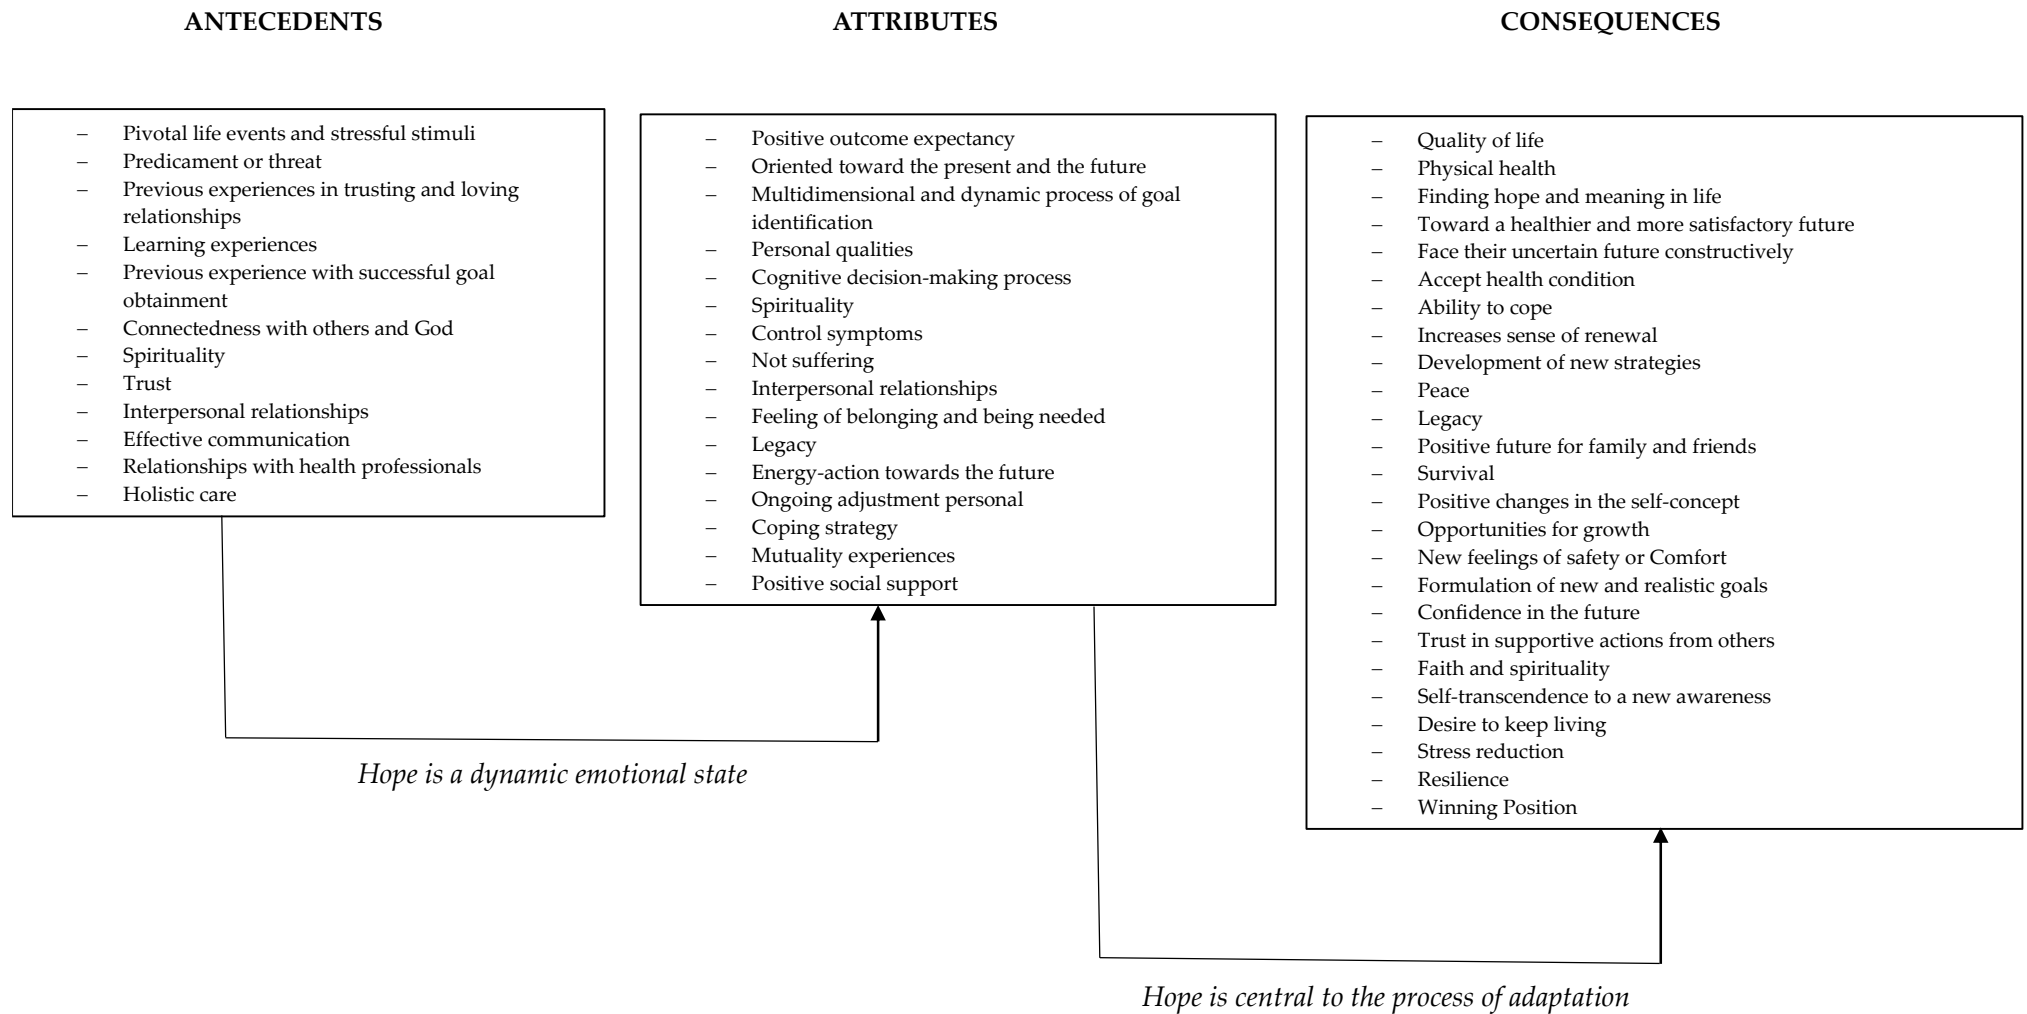 ANTECEDENTS
ATTRIBUTES
CONSEQUENCES
– Pivotal life events and stressful stimuli
– Predicament or threat
– Previous experiences in trusting and loving
relationships
– Learning experiences
– Previous experience with successful goal
obtainment
– Connectedness with others and God
– Spirituality
– Trust
– Interpersonal relationships
– Effective communication
– Relationships with health professionals
– Holistic care
– Positive outcome expectancy
– Oriented toward the present and the future
– Multidimensional and dynamic process of goal
identification
– Personal qualities
– Cognitive decision-making process
– Spirituality
– Control symptoms
– Not suffering
– Interpersonal relationships
– Feeling of belonging and being needed
– Legacy
– Energy-action towards the future
– Ongoing adjustment personal
– Coping strategy
– Mutuality experiences
– Positive social support
– Quality of life
– Physical health
– Finding hope and meaning in life
– Toward a healthier and more satisfactory future
– Face their uncertain future constructively
– Accept health condition
– Ability to cope
– Increases sense of renewal
– Development of new strategies
– Peace
– Legacy
– Positive future for family and friends
– Survival
– Positive changes in the self-concept
– Opportunities for growth
– New feelings of safety or Comfort
– Formulation of new and realistic goals
– Confidence in the future
– Trust in supportive actions from others
– Faith and spirituality
– Self-transcendence to a new awareness
– Desire to keep living
– Stress reduction
– Resilience
– Winning Position
Hope is a dynamic emotional state
Hope is central to the process of adaptation